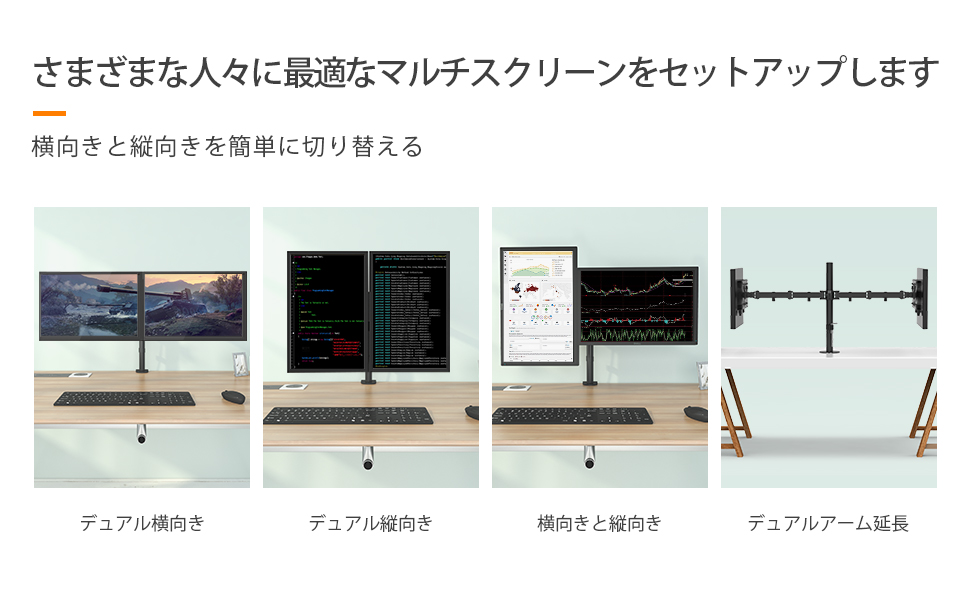 さまざまな人々に最適なマルチスクリーンをセットアップします
横向きと縦向きを簡単に切り替える
デュアル横向き
デュアル縦向き
横向きと縦向き
デュアルアーム延長